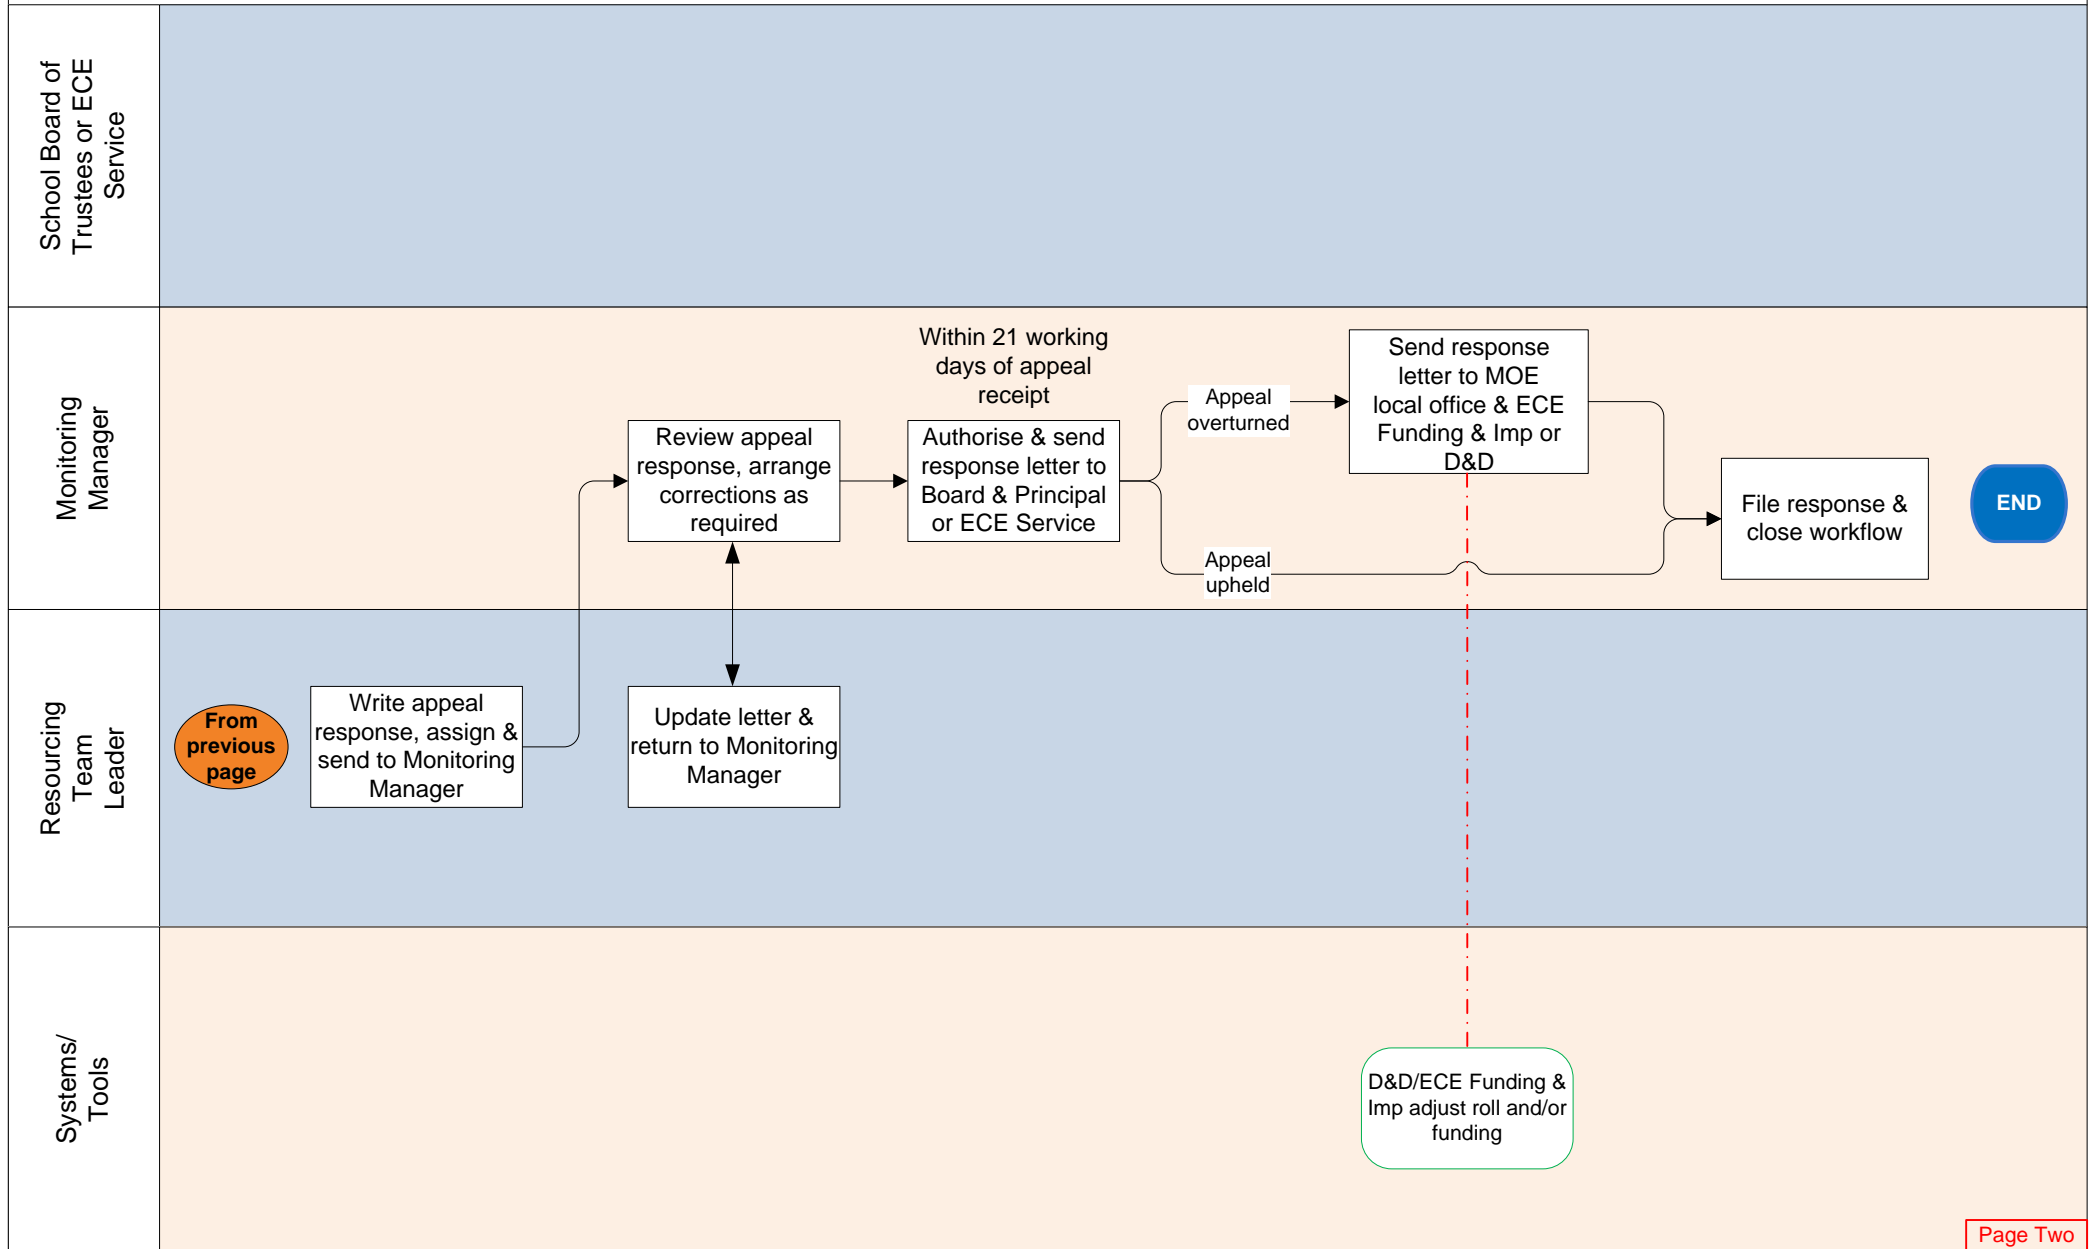 School Board of
Trustees or ECE
Service
Monitoring
Manager
Within 21 working
days of appeal
receipt
Review appeal
response, arrange
corrections as
required
Authorise & send
response letter to
Board & Principal
or ECE Service
Appeal
overturned
Appeal
upheld
Send response
letter to MOE
local office & ECE
Funding & Imp or
D&D
File response &
close workflow
END
Resourcing
Team
Leader
From
previous
page
Write appeal
response, assign &
send to Monitoring
Manager
Update letter &
return to Monitoring
Manager
Systems/
Tools
D&D/ECE Funding &
Imp adjust roll and/or
funding
Page Two